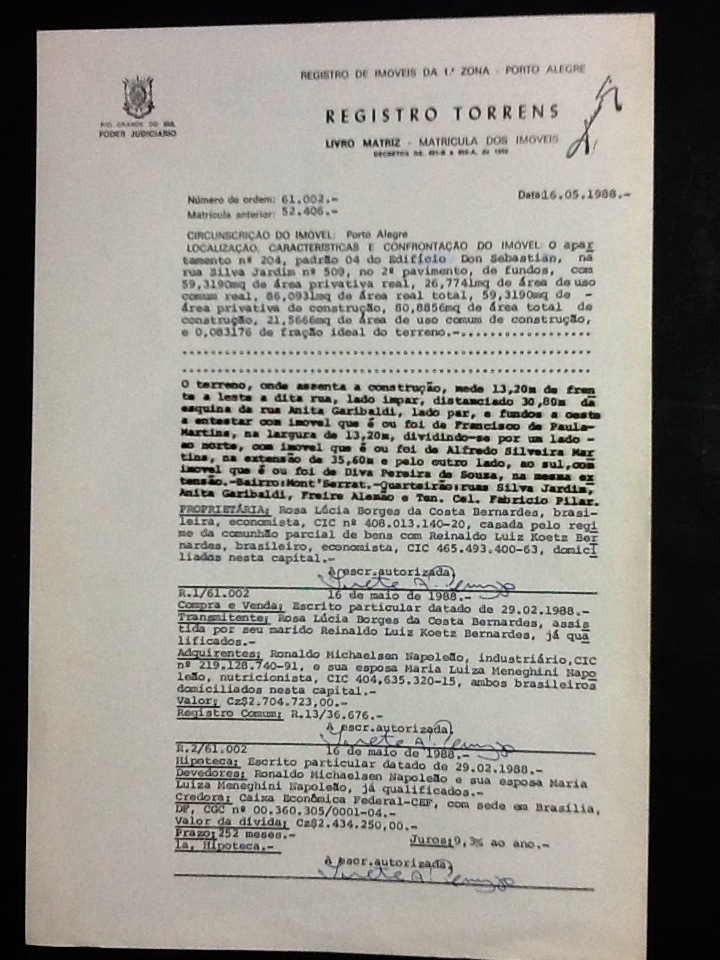 REGISTRO DE IMÓVEIS DA 1.ª ZONA - PORTO ALEGRE
RIO GRANDE DO SUL
PODER JUDICIÁRIO
REGISTRO TORRENS
LIVRO MATRIZ - MATRÍCULA DOS IMÓVEIS
Número de ordem: 61.002.-
Data:16.05.1988.-
Matrícula anterior: 52.406.-
CIRCUNSCRIÇÃO DO IMÓVEL: Porto Alegre
LOCALIZAÇÃO, CARACTERÍSTICAS E CONFRONTAÇÃO DO IMÓVEL: O apar
tamento nº 204, padrão 04 do Edifício Don Sebastian, na
rua Silva Jardim nº 509, no 2º pavimento, de fundos, com
59,3190mq de área privativa real, 26,7741mq de área de uso
comum real, 86,0931mq de área real total, 59,3190mq de -
área privativa de construção, 80,8856mq de área total de
construção, 21,5666mq de área de uso comum de construção,
e 0,083176 de fração ideal do terreno.-
O terreno, onde assenta a construção, mede 13,20m de fren
te a leste a dita rua, lado ímpar, distanciado 30,80m da
esquina da rua Anita Garibaldi, lado par, e fundos a oeste
a entestar com imóvel que é ou foi de Francisco de Paula-
Martins, na largura de 13,20m, dividindo-se por um lado -
ao norte, com imóvel que é ou foi de Alfredo Silveira Mar
tins, na extensão de 35,60m e pelo outro lado, ao sul,com
imóvel que é ou foi de Diva Pereira de Souza, na mesma ex
tensão.-Bairro:Mont'Serrat.-Quarteirão:ruas Silva Jardim,
Anita Garibaldi, Freire Alemão e Ten. Cel. Fabrício Pilar.
PROPRIETÁRIA: Rosa Lúcia Borges da Costa Bernardes, brasi-
leira, economista, CIC nº 408.013.140-20, casada pelo regi
me da comunhão parcial de bens com Reinaldo Luiz Koetz Ber
nardes, brasileiro, economista, CIC 465.493.400-63, domici
liados nesta capital.-
A escr.autorizada,
R.1/61.002 16 de maio de 1988.-
Compra e Venda: Escrito particular datado de 29.02.1988.-
Transmitente: Rosa Lúcia Borges da Costa Bernardes, assis
tida por seu marido Reinaldo Luiz Koetz Bernardes, já qua
lificados.-
Adquirentes: Ronaldo Michaelsen Napoleão, industriário,CIC
nº 219.128.740-91, e sua esposa Maria Luiza Meneghini Napo
leão, nutricionista, CIC 404,635.320-15, ambos brasileiros
domiciliados nesta capital.-
Valor: Cz$2.704.723,00.-
Registro Comum: R.13/36.676.-
A escr.autorizada,
R.2/61.002 16 de maio de 1988.-
Hipoteca: Escrito particular datado de 29.02.1988.-
Devedores: Ronaldo Michaelsen Napoleão e sua esposa Maria
Luiza Meneghini Napoleão, já qualificados.-
Credora: Caixa Econômica Federal-CEF, com sede em Brasília,
DF, CGC nº 00.360.305/0001-04.-
Valor da dívida: Cz$2.434.250,00.-
Prazo:252 meses.- Juros:9,3% ao ano.-
1a, Hipoteca.-
A escr.autorizada,